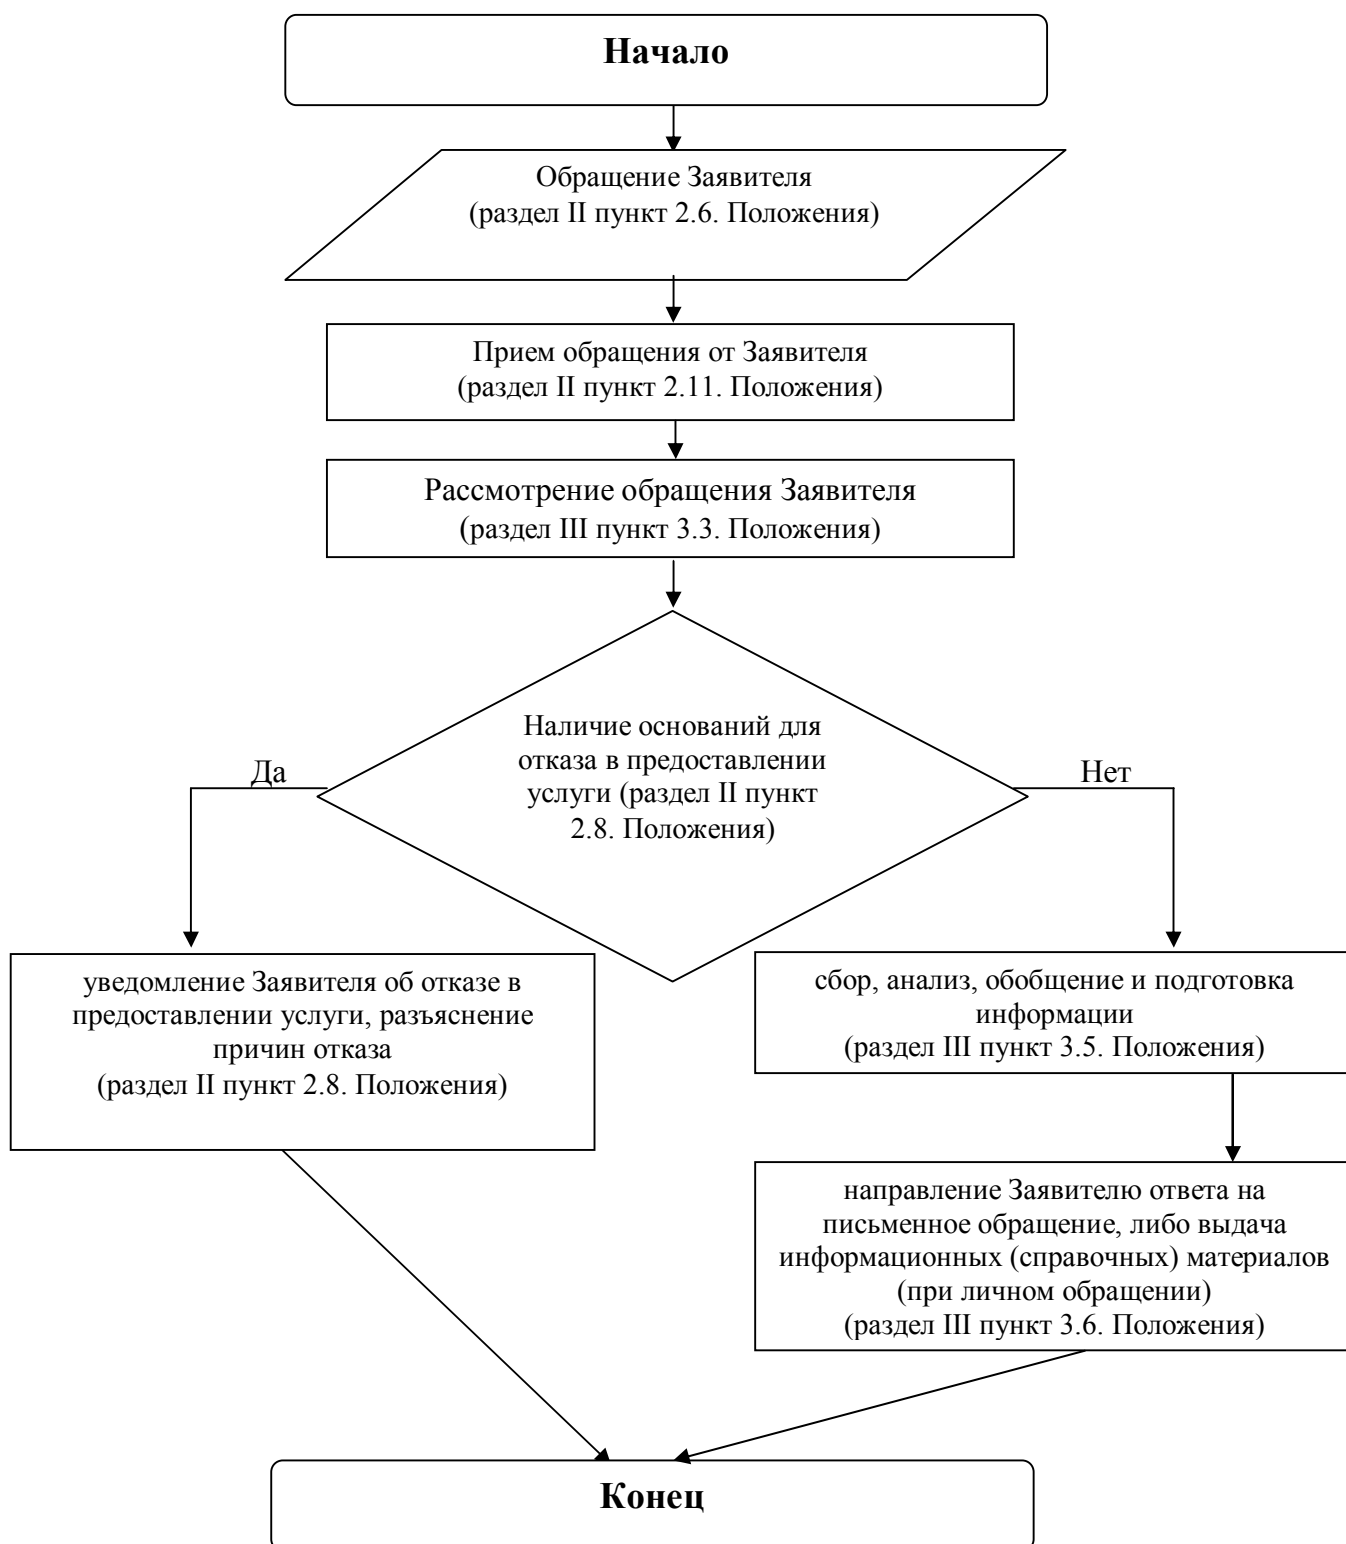 Начало
Обращение Заявителя
(раздел II пункт 2.6. Положения)
Прием обращения от Заявителя
(раздел II пункт 2.11. Положения)
Рассмотрение обращения Заявителя
(раздел III пункт 3.3. Положения)
Наличие оснований для
отказа в предоставлении
услуги (раздел II пункт
2.8. Положения)
Да
Нет
уведомление Заявителя об отказе в
предоставлении услуги, разъяснение
причин отказа
(раздел II пункт 2.8. Положения)
сбор, анализ, обобщение и подготовка
информации
(раздел III пункт 3.5. Положения)
направление Заявителю ответа на
письменное обращение, либо выдача
информационных (справочных) материалов
(при личном обращении)
(раздел III пункт 3.6. Положения)
Конец